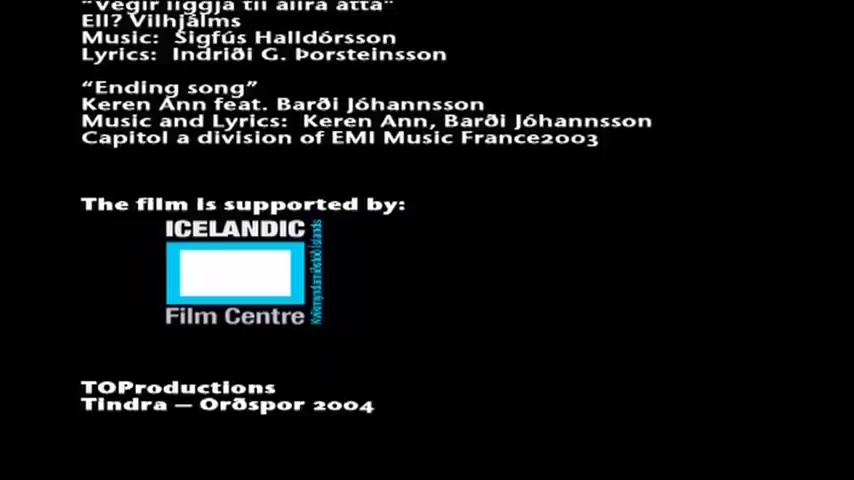 "Vegir liggja til allra átta"
Ell? Vilhjálms
Music: Sigfús Halldórsson
Lyrics: Indriði G. Þorsteinsson
"Ending song"
Keren Ann feat. Barði Jóhannsson
Music and Lyrics: Keren Ann, Barði Jóhannsson
Capitol a division of EMI Music France2003
The film is supported by:
ICELANDIC
Film Centre
Kvikmyndamiðstöð Íslands
TOProductions
Tindra — Orðspor 2004